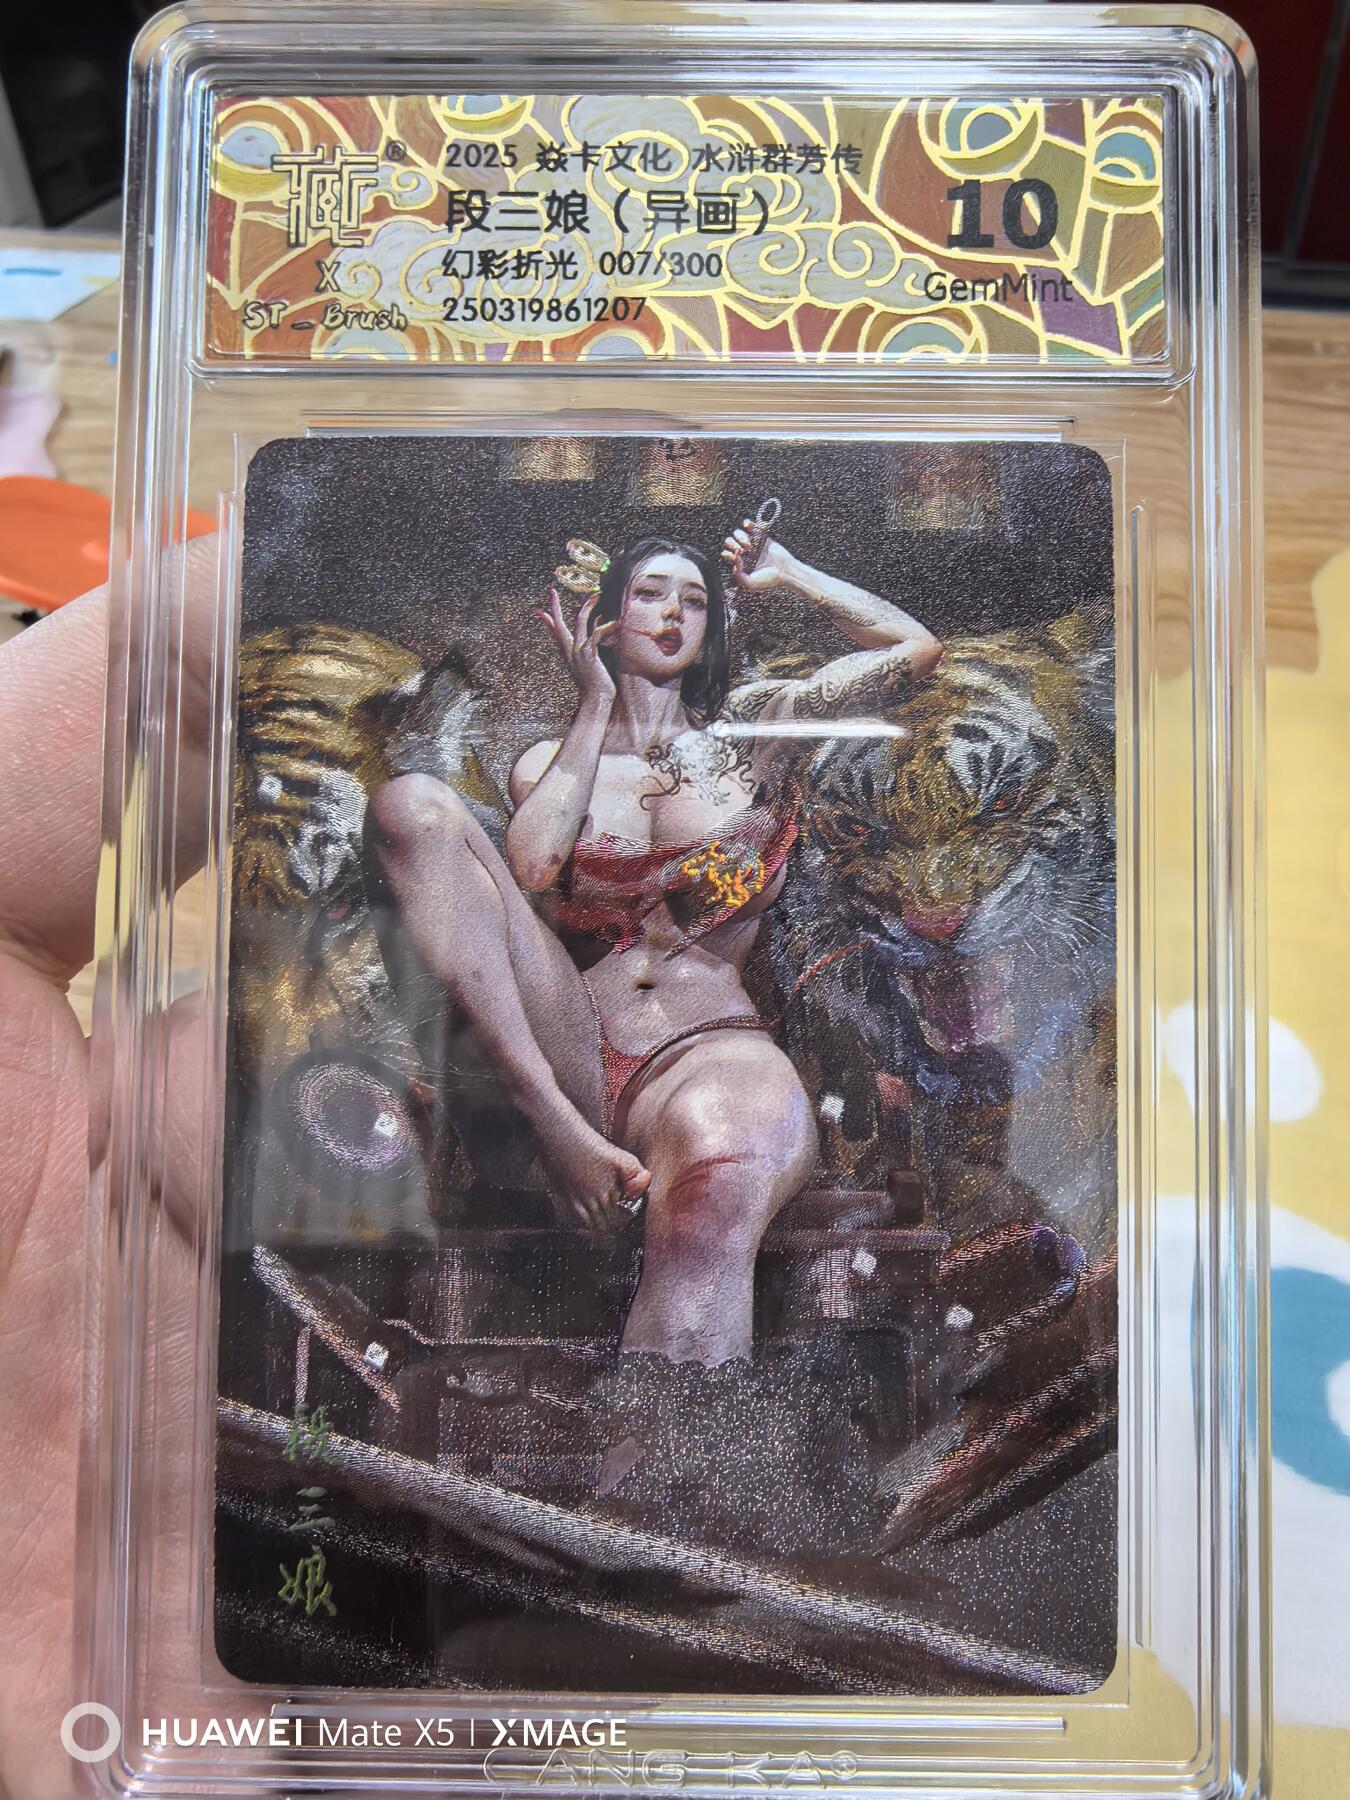 藏®
X
ST_Brush
2025 焱卡文化 水浒群芳传
段三娘（异画）
幻彩折光 007/300
250319861207
10
GemMint
段三娘
HUAWEI Mate X5 | XMAGE
CANG KA®